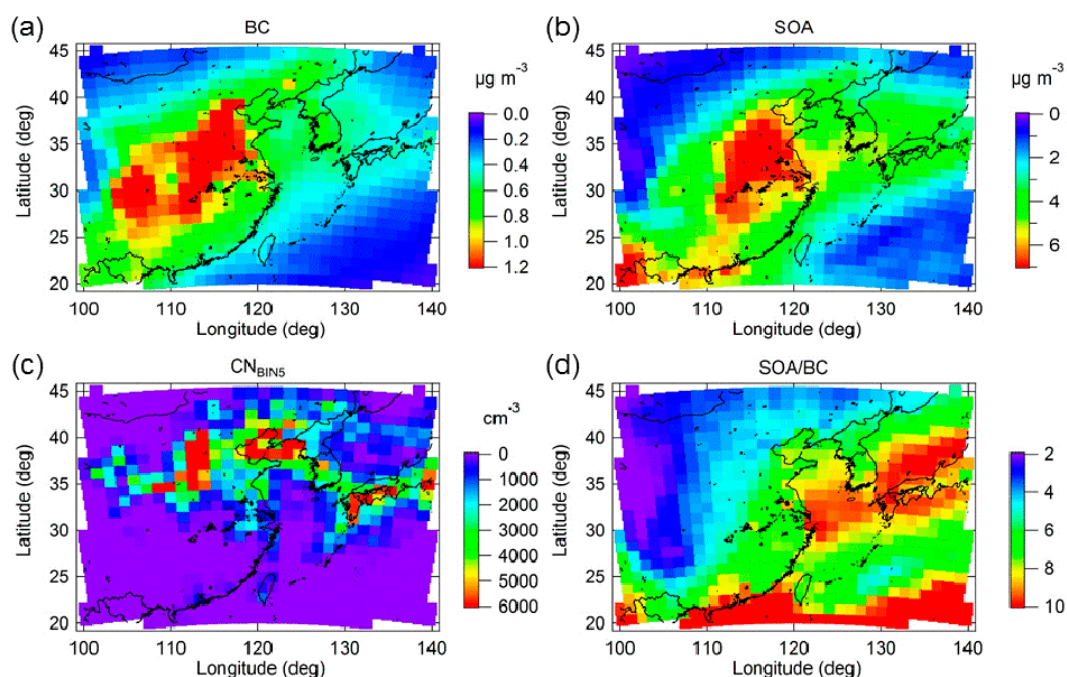 (a) BC
45
40
35
30
25
20
Latitude (deg)
100 110 120 130 140
Longitude (deg)
µg m⁻³
0.0
0.2
0.4
0.6
0.8
1.0
1.2
(b) SOA
45
40
35
30
25
20
Latitude (deg)
100 110 120 130 140
Longitude (deg)
µg m⁻³
0
2
4
6
(c) CN_BIN5
45
40
35
30
25
20
Latitude (deg)
100 110 120 130 140
Longitude (deg)
cm⁻³
0
1000
2000
3000
4000
5000
6000
(d) SOA/BC
45
40
35
30
25
20
Latitude (deg)
100 110 120 130 140
Longitude (deg)
2
4
6
8
10